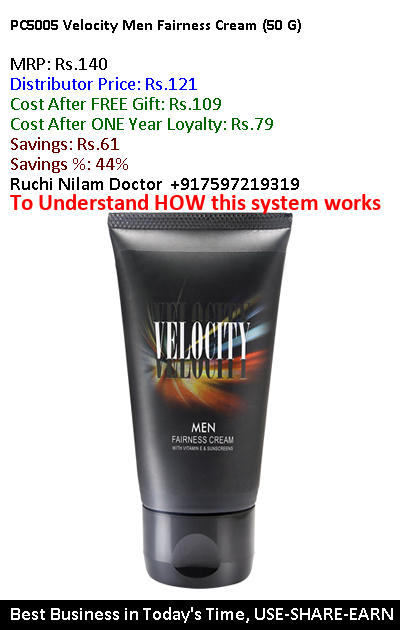 PC5005 Velocity Men Fairness Cream (50 G)
MRP: Rs.140
Distributor Price: Rs.121
Cost After FREE Gift: Rs.109
Cost After ONE Year Loyalty: Rs.79
Savings: Rs.61
Savings %: 44%
Ruchi Nilam Doctor +917597219319
To Understand HOW this system works
VELOCITY
VELOCITY
MEN
FAIRNESS CREAM
WITH VITAMIN E & SUNSCREENS
Best Business in Today's Time, USE-SHARE-EARN